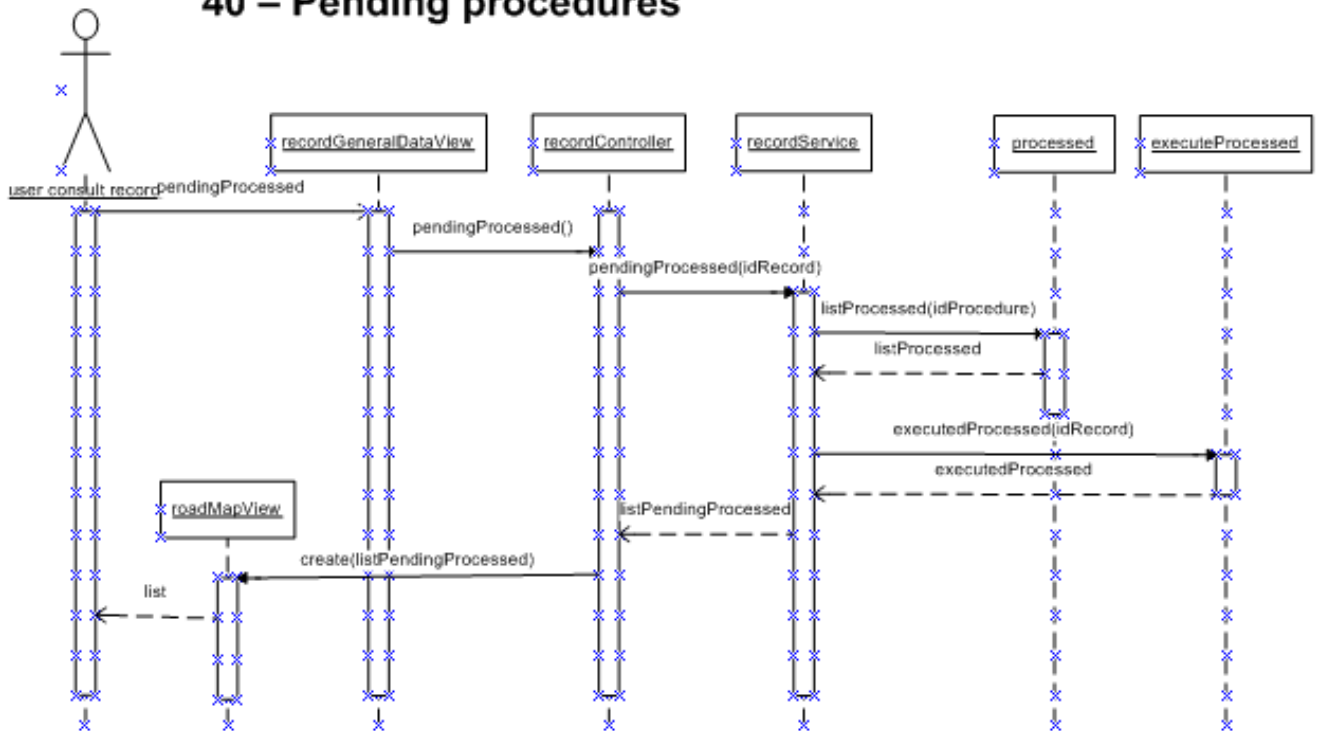 40 – Pending procedures
recordGeneralDataView
recordController
recordService
processed
executeProcessed
user consult record
pendingProcessed
pendingProcessed()
pendingProcessed(idRecord)
listProcessed(idProcedure)
listProcessed
executedProcessed(idRecord)
executedProcessed
roadMapView
listPendingProcessed
create(listPendingProcessed)
list